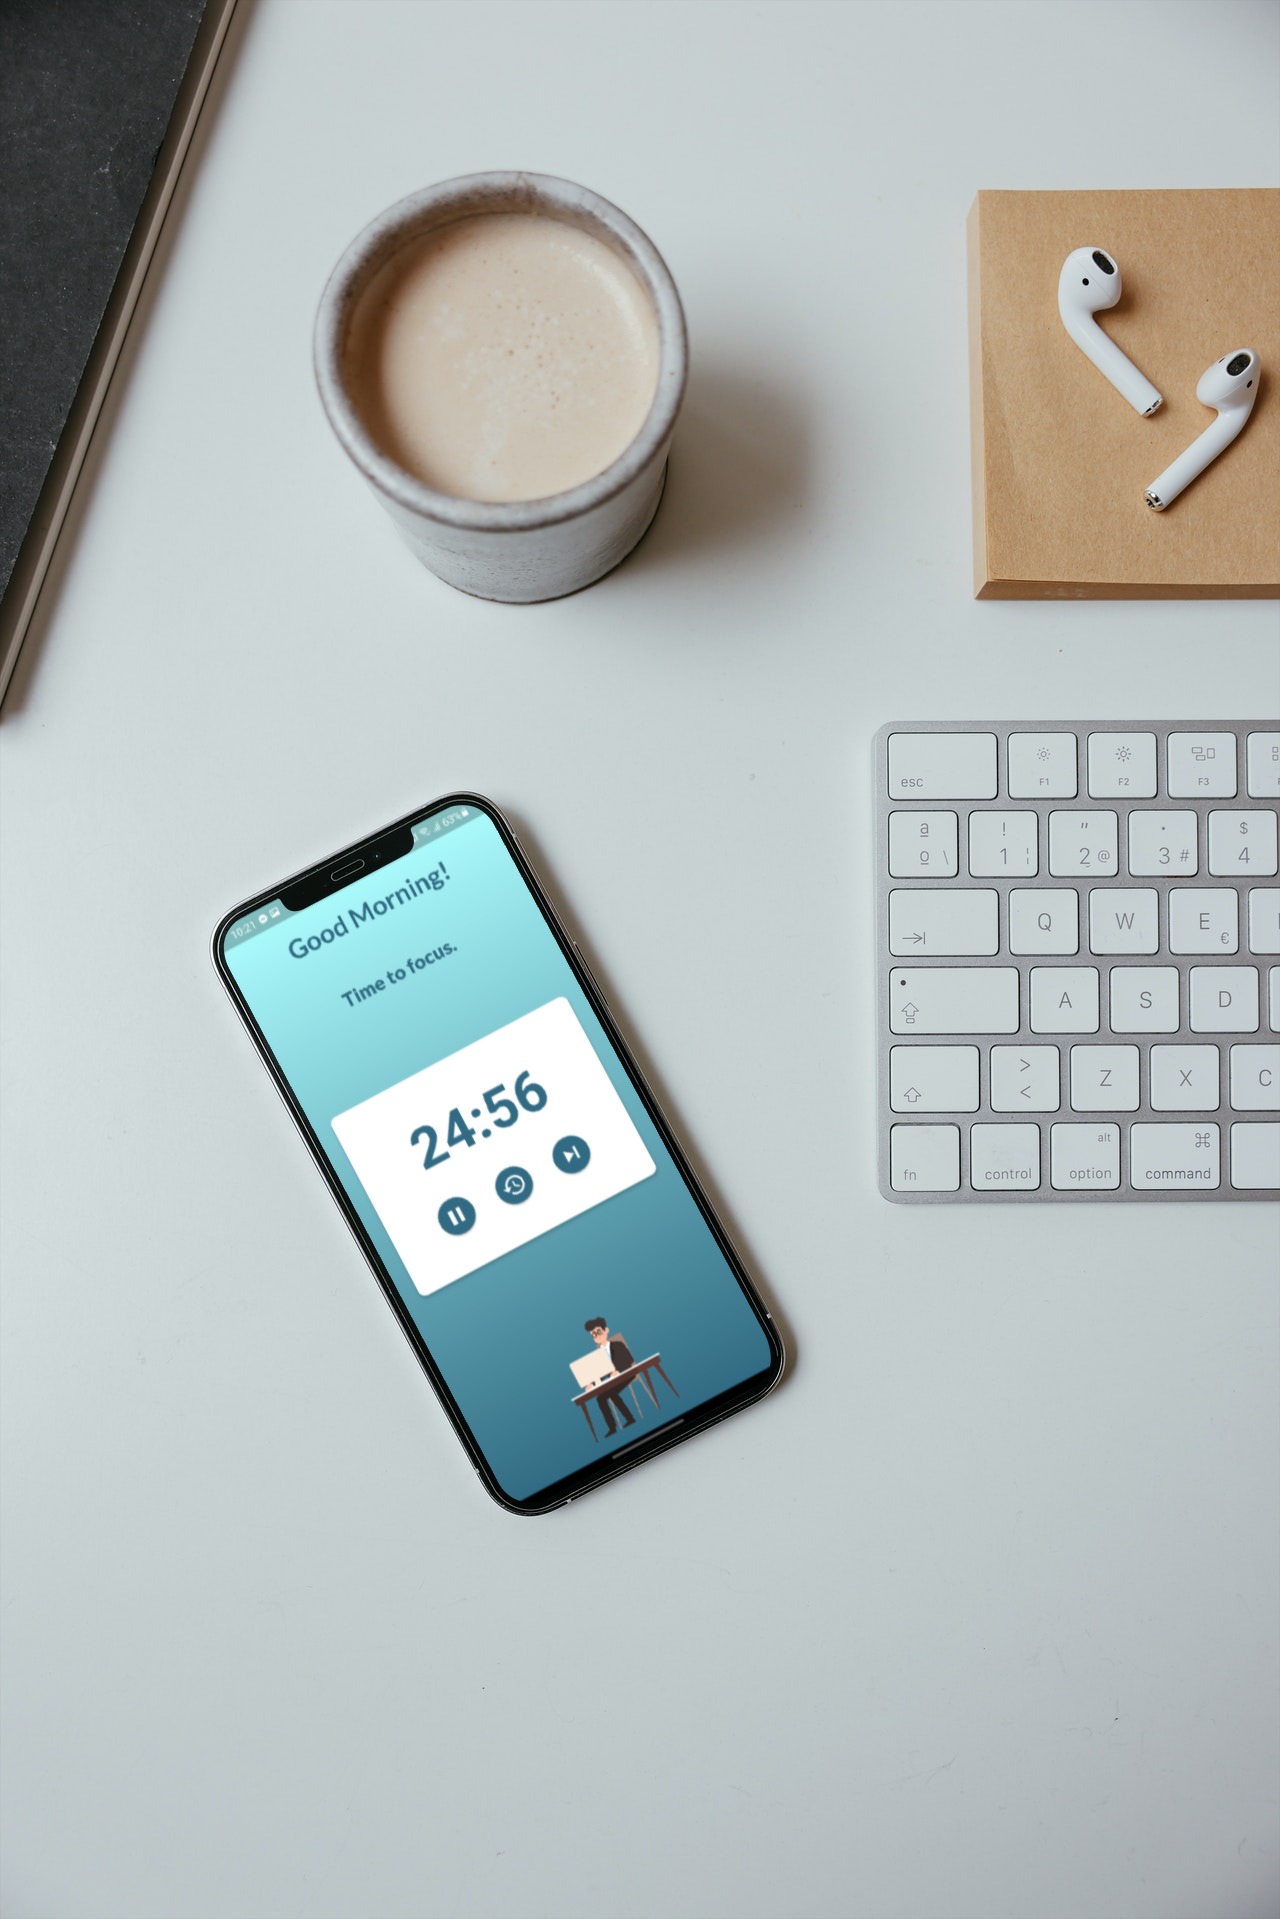 10:21
63%
Good Morning!
Time to focus.
24:56
esc
F1
F2
F3
ª
º \
!
1 ¦
"
2 @
·
3 #
$
4
Q
W
E
€
A
S
D
>
<
Z
X
C
fn
control
alt
option
⌘
command